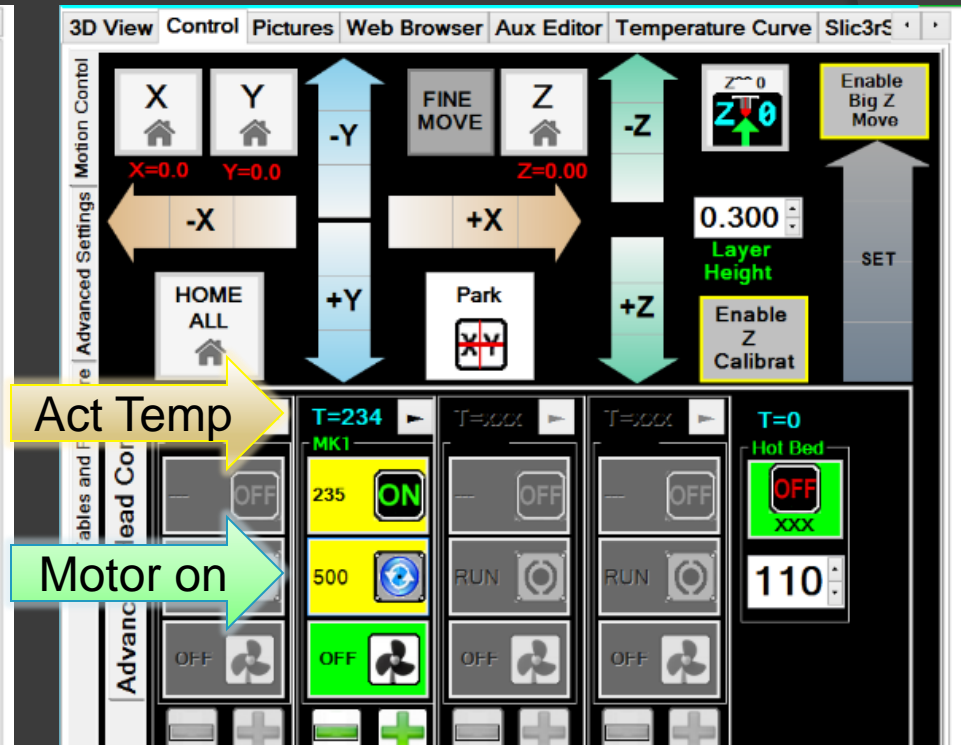 3D View Control Pictures Web Browser Aux Editor Temperature Curve Slic3rS
Motion Contol
Advanced Settings
X
Y
-Y
FINE
MOVE
Z
-Z
Z^^ 0
Z 0
Enable
Big Z
Move
X=0.0 Y=0.0
Z=0.00
-X
+X
0.300
Layer
Height
SET
HOME
ALL
+Y
Park
X Y
+Z
Enable
Z
Calibrat
Act Temp
T=234
T=xxx
T=xxx
T=0
MK1
Hot Bed
--- OFF
235 ON
--- OFF
--- OFF
OFF
XXX
Motor on
500
RUN
RUN
110
OFF
OFF
OFF
OFF